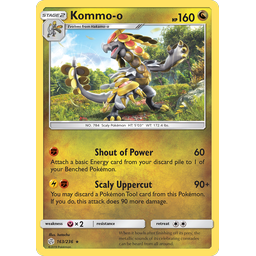 STAGE 2 Kommo-o HP160
Evolves from Hakamo-o
NO. 784 Scaly Pokémon HT: 5'03" WT: 172.4 lbs.
Shout of Power 60
Attach a basic Energy card from your discard pile to 1 of
your Benched Pokémon.
Scaly Uppercut 90+
You may discard a Pokémon Tool card from this Pokémon.
If you do, this attack does 90 more damage.
weakness ×2 resistance retreat
163/236